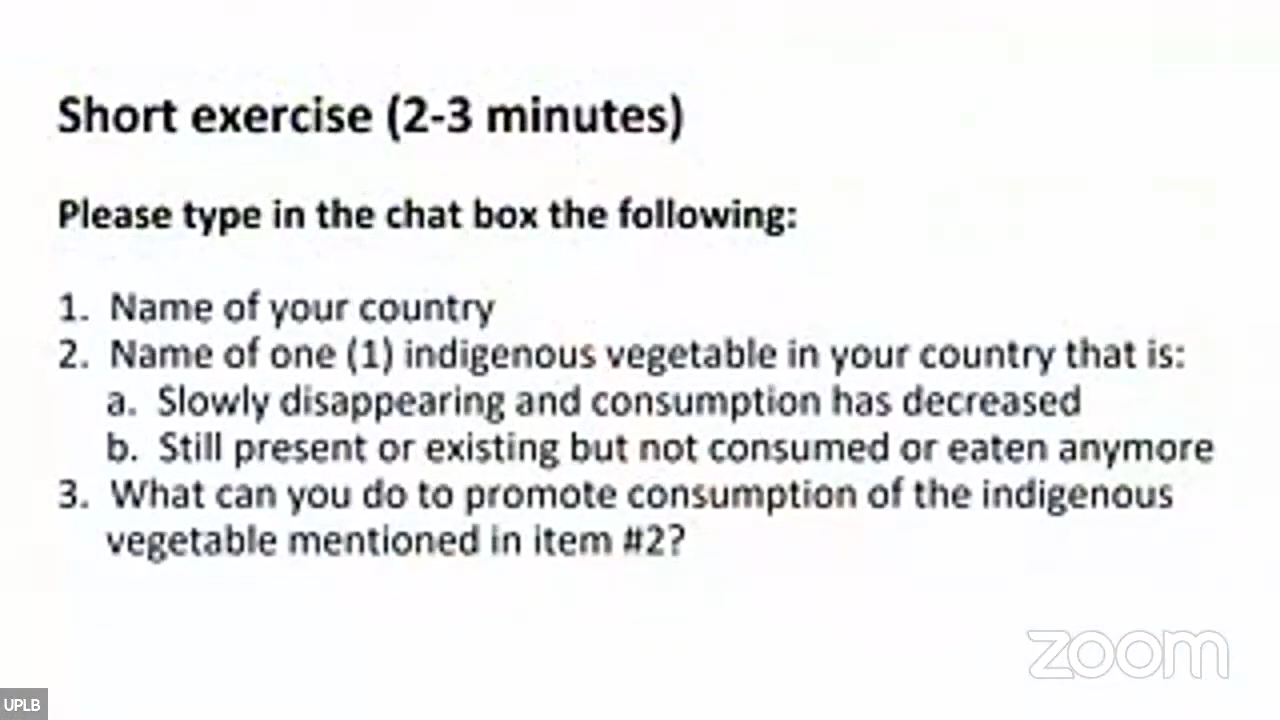 Short exercise (2-3 minutes)
Please type in the chat box the following:
1. Name of your country
2. Name of one (1) indigenous vegetable in your country that is:
a. Slowly disappearing and consumption has decreased
b. Still present or existing but not consumed or eaten anymore
3. What can you do to promote consumption of the indigenous
vegetable mentioned in item #2?
zoom
UPLB